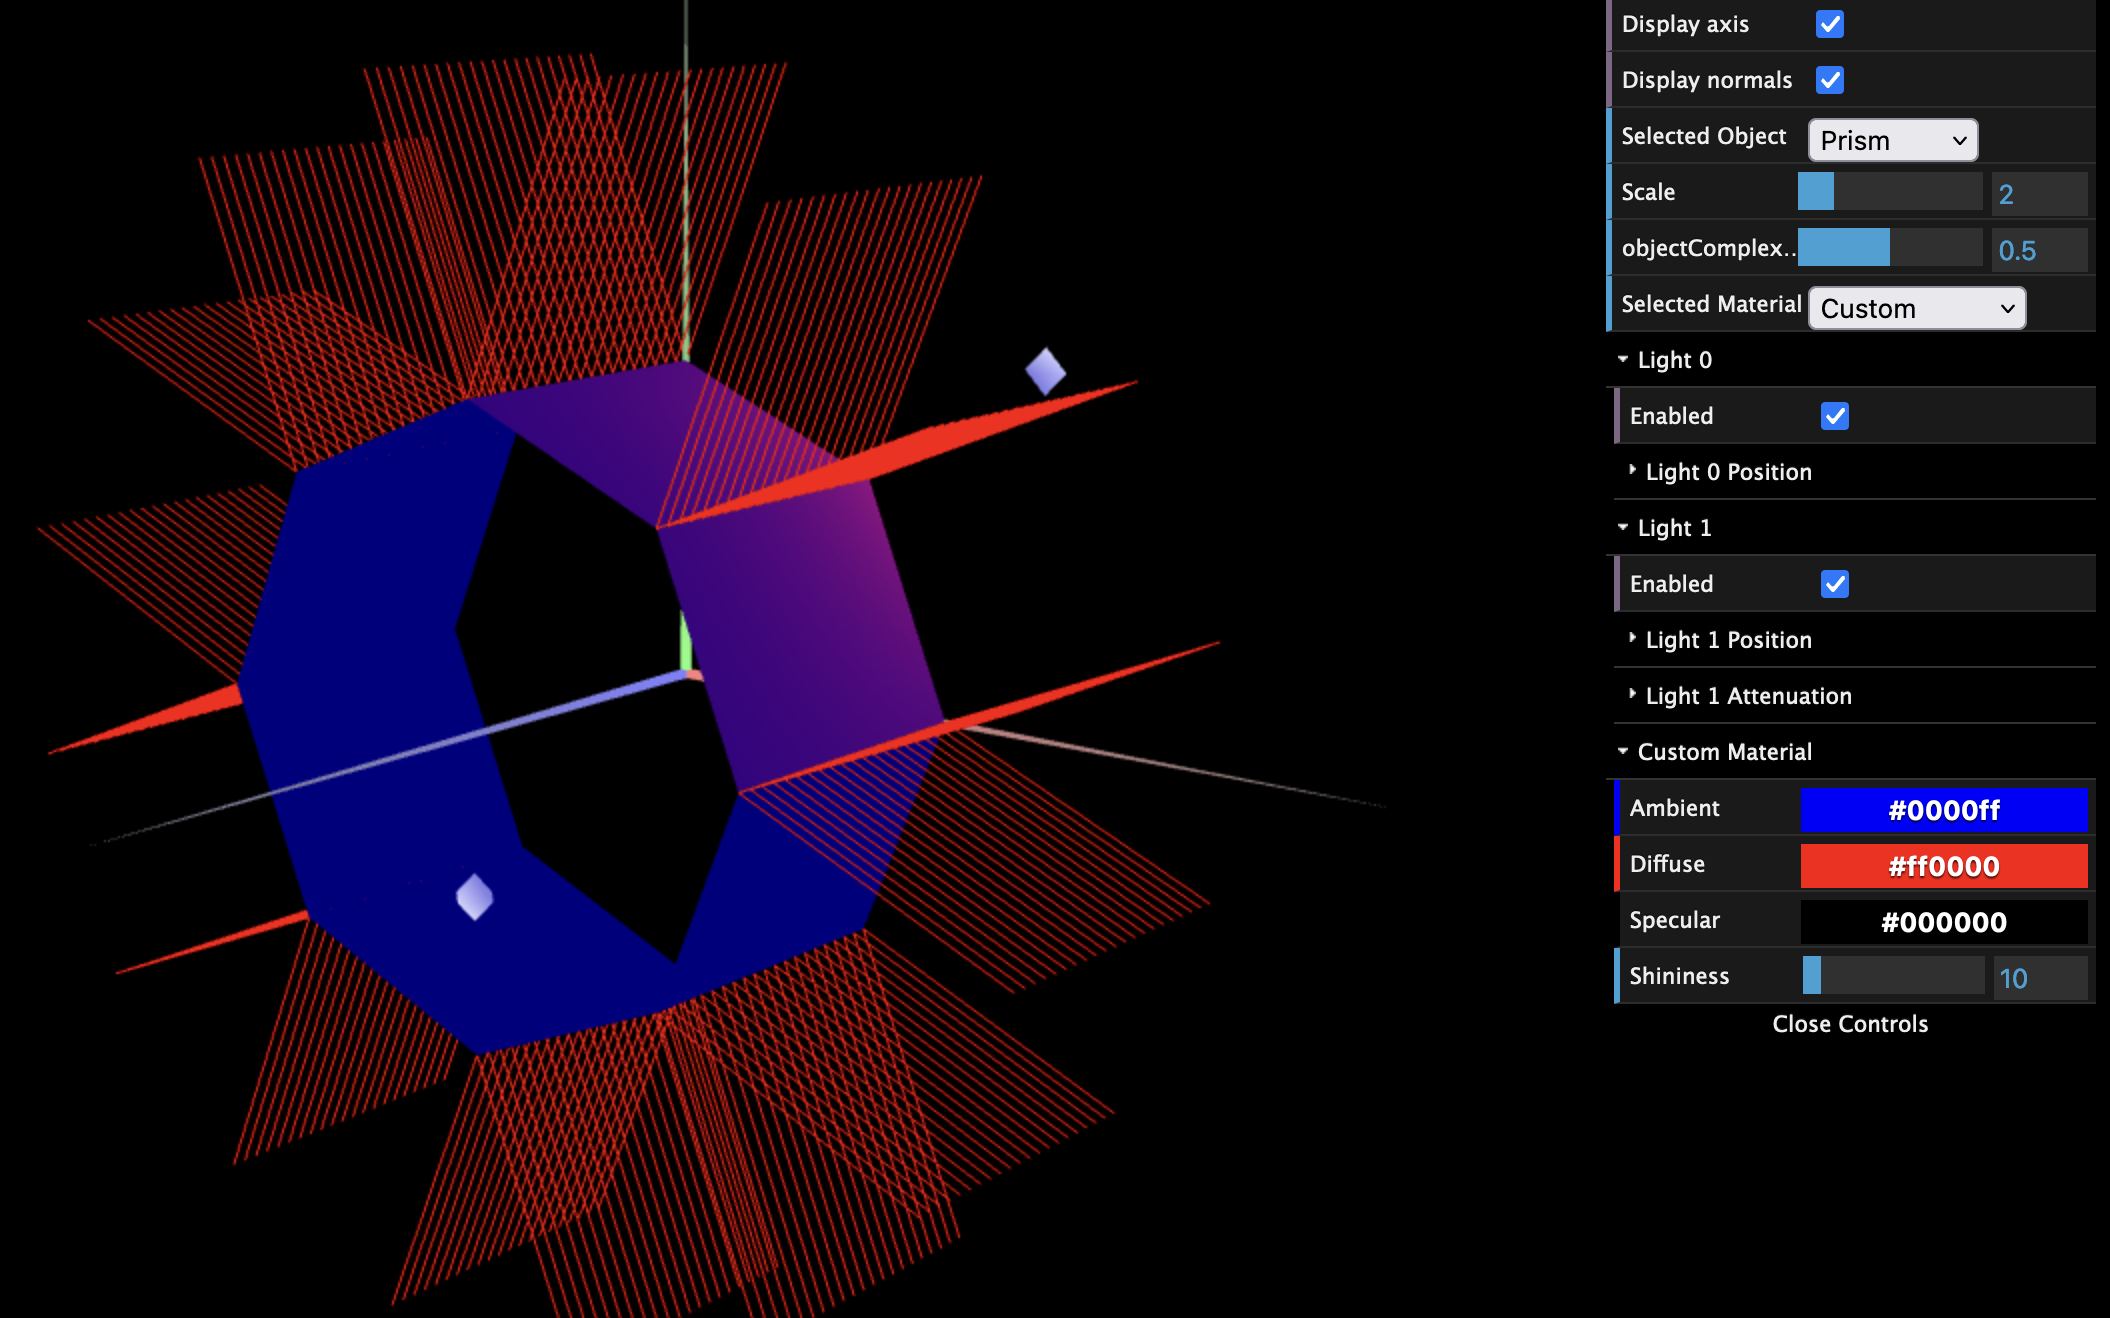 Display axis
Display normals
Selected Object Prism
Scale 2
objectComplex.. 0.5
Selected Material Custom
Light 0
Enabled
Light 0 Position
Light 1
Enabled
Light 1 Position
Light 1 Attenuation
Custom Material
Ambient #0000ff
Diffuse #ff0000
Specular #000000
Shininess 10
Close Controls